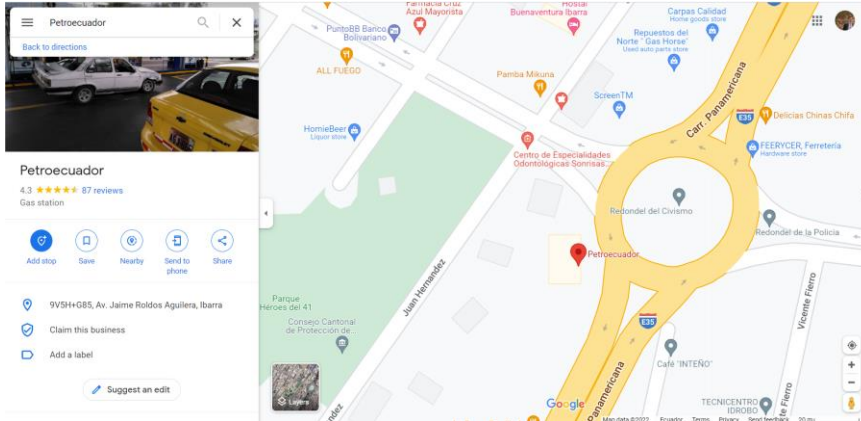 Petroecuador
Back to directions
Petroecuador
4.3
87 reviews
Gas station
Add stop
Save
Nearby
Send to
phone
Share
9V5H+G85, Av. Jaime Roldos Aguilera, Ibarra
Claim this business
Add a label
Suggest an edit
Layers
Farmacia Cruz
Azul Mayorista
Hostal
Buenaventura Ibarra
Carpas Calidad
Home goods store
PuntoBB Banco
Bolivariano
Repuestos del
Norte " Gas Horse"
Used auto parts store
ALL FUEGO
Pamba Mikuna
ScreenTM
Carr. Panamericana
E35
Delicias Chinas Chifa
HomieBeer
Liquor store
FEERYCER, Ferreteria
Hardware store
Centro de Especialidades
Odontológicas Sonrisas...
Redondel del Civismo
Redondel de la Policia
Petroecuador
Juan Hernandez
Vicente Fierro
Parque
Héroes del 41
Consejo Cantonal
de Protección de...
E35
Café "INTEÑO"
Panamericana
TECNICENTRO
IDROBO
Google
Map data ©2022
Ecuador
Terms
Privacy
Send feedback